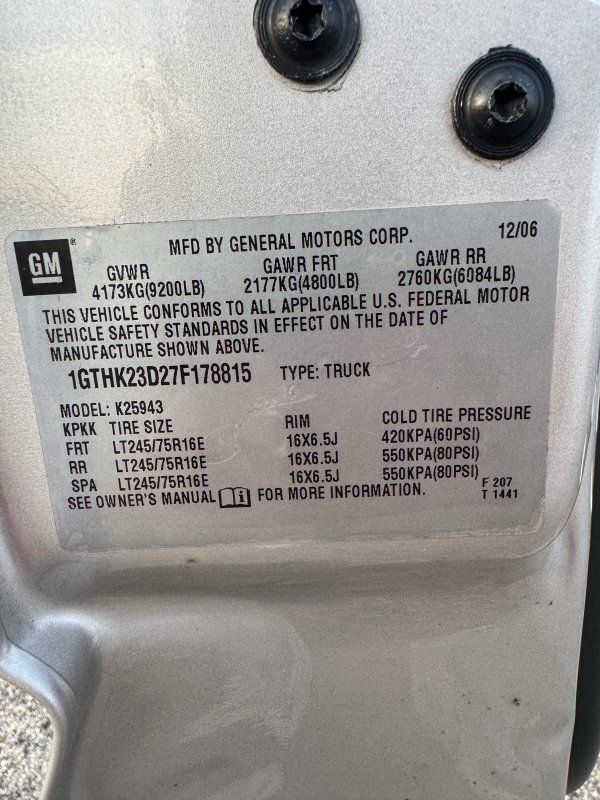 GM
MFD BY GENERAL MOTORS CORP. 12/06
GVWR GAWR FRT GAWR RR
4173KG(9200LB) 2177KG(4800LB) 2760KG(6084LB)
THIS VEHICLE CONFORMS TO ALL APPLICABLE U.S. FEDERAL MOTOR
VEHICLE SAFETY STANDARDS IN EFFECT ON THE DATE OF
MANUFACTURE SHOWN ABOVE.
1GTHK23D27F178815 TYPE: TRUCK
MODEL: K25943
KPKK TIRE SIZE RIM COLD TIRE PRESSURE
FRT LT245/75R16E 16X6.5J 420KPA(60PSI)
RR LT245/75R16E 16X6.5J 550KPA(80PSI)
SPA LT245/75R16E 16X6.5J 550KPA(80PSI)
SEE OWNER'S MANUAL FOR MORE INFORMATION.
F 207
T 1441